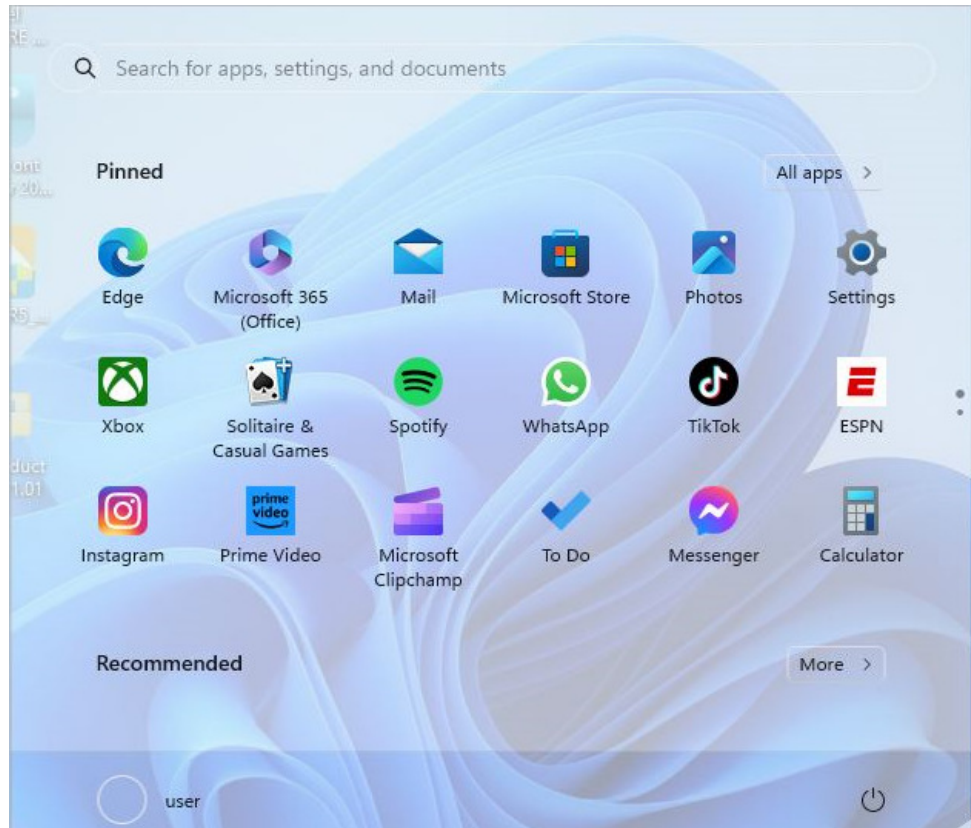 Search for apps, settings, and documents
Pinned
All apps
Edge
Microsoft 365
(Office)
Mail
Microsoft Store
Photos
Settings
Xbox
Solitaire &
Casual Games
Spotify
WhatsApp
TikTok
ESPN
Instagram
prime
video
Prime Video
Microsoft
Clipchamp
To Do
Messenger
Calculator
Recommended
More
user